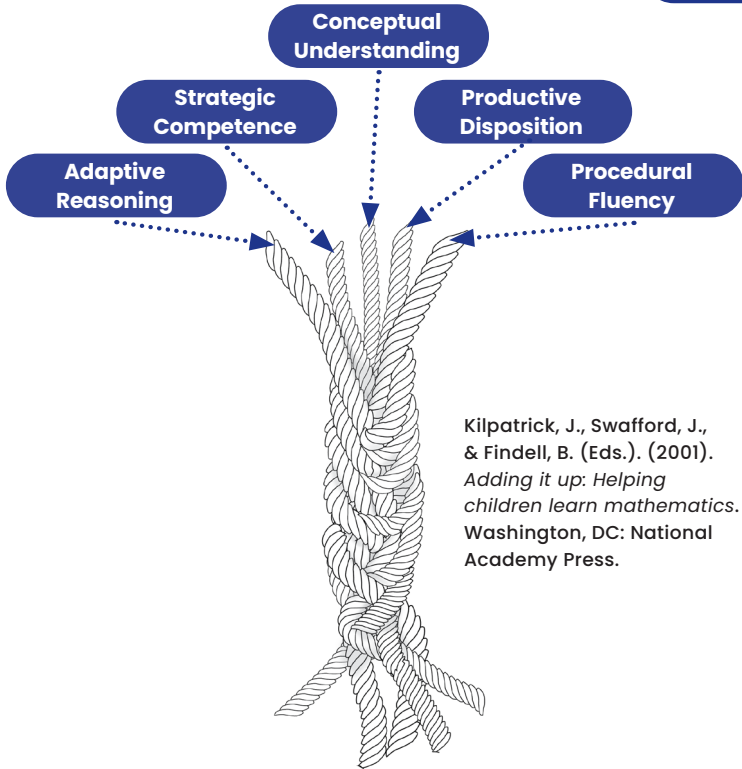 Conceptual
Understanding
Strategic
Competence
Productive
Disposition
Adaptive
Reasoning
Procedural
Fluency
Kilpatrick, J., Swafford, J.,
& Findell, B. (Eds.). (2001).
Adding it up: Helping
children learn mathematics.
Washington, DC: National
Academy Press.